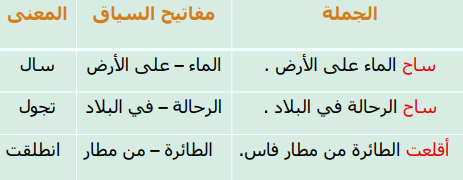 الجملة مفاتيح السياق المعنى
ساح الماء على الأرض . الماء – على الأرض سال
ساح الرحالة في البلاد . الرحالة – في البلاد تجول
أقلعت الطائرة من مطار فاس. الطائرة – من مطار انطلقت